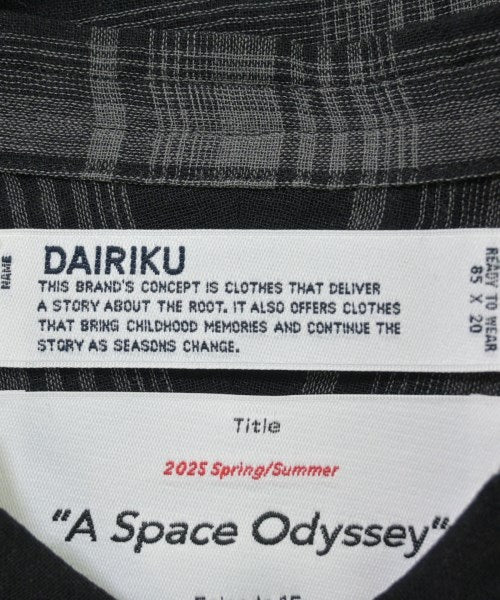 NAME
DAIRIKU
THIS BRAND'S CONCEPT IS CLOTHES THAT DELIVER
A STORY ABOUT THE ROOT. IT ALSO OFFERS CLOTHES
THAT BRING CHILDHOOD MEMORIES AND CONTINUE THE
STORY AS SEASONS CHANGE.
READY TO WEAR
85 X 20
Title
2025 Spring/Summer
"A Space Odyssey"